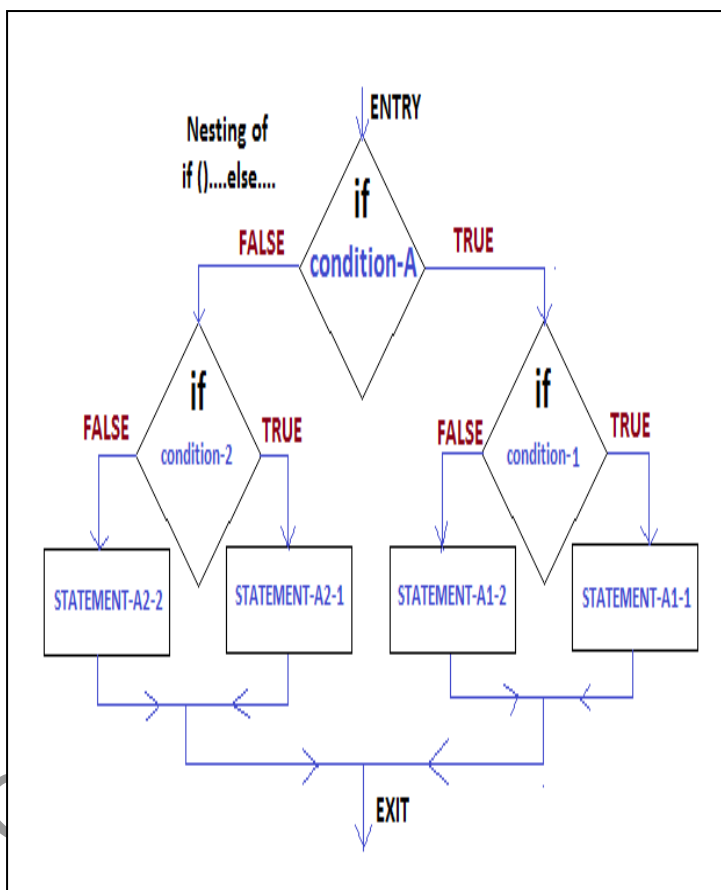 ENTRY
Nesting of
if ()....else....
if
condition-A
FALSE
TRUE
if
condition-2
FALSE
TRUE
if
condition-1
FALSE
TRUE
STATEMENT-A2-2
STATEMENT-A2-1
STATEMENT-A1-2
STATEMENT-A1-1
EXIT